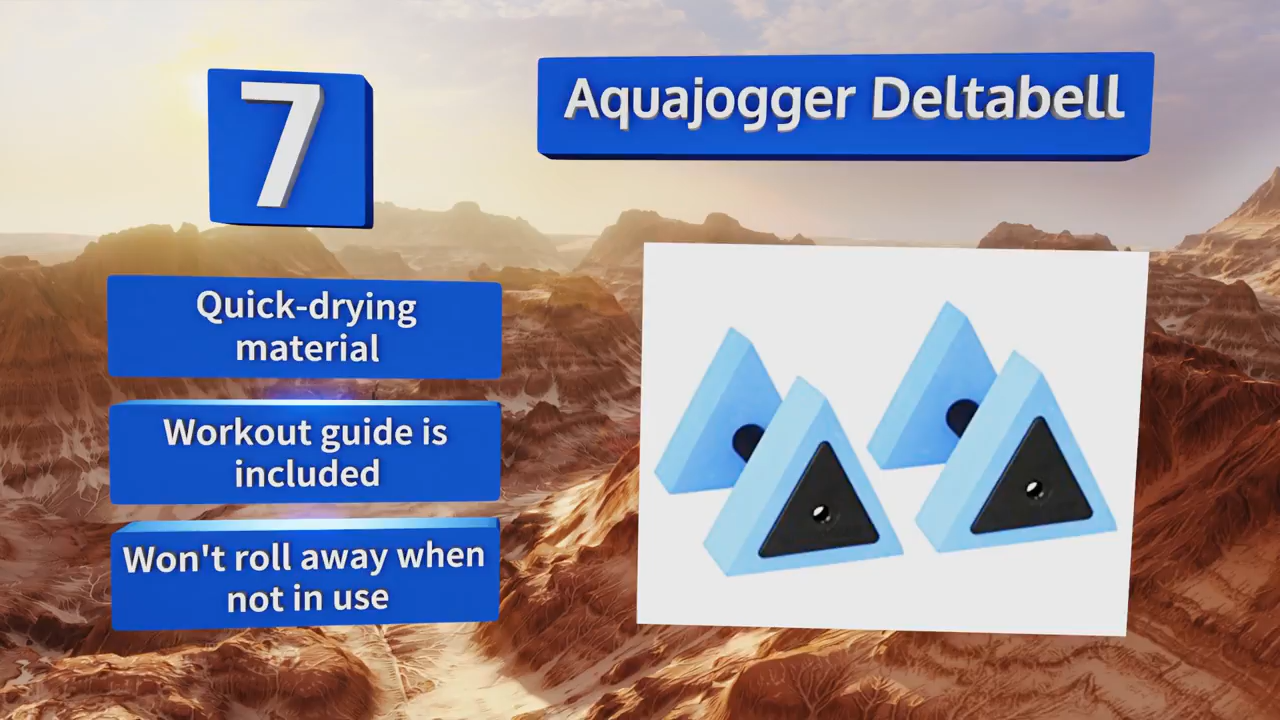 7
Aquajogger Deltabell
Quick-drying
material
Workout guide is
included
Won't roll away when
not in use